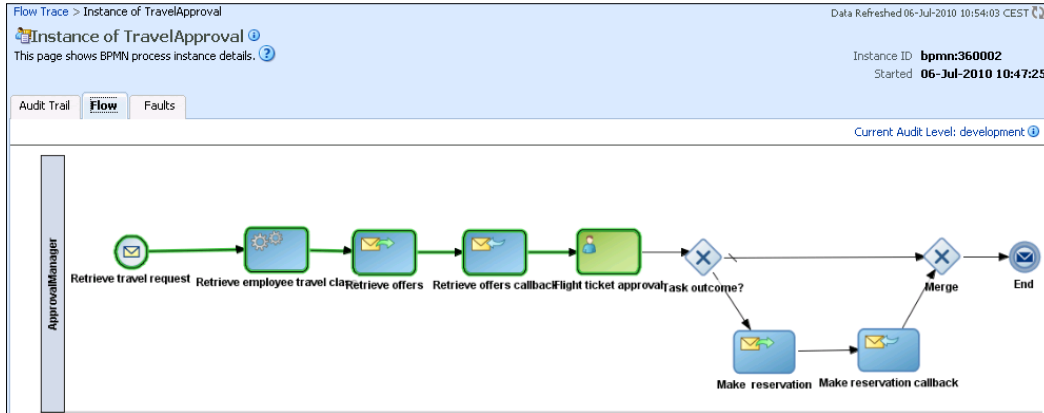 Flow Trace > Instance of TravelApproval
Data Refreshed 06-Jul-2010 10:54:03 CEST
Instance of TravelApproval
This page shows BPMN process instance details.
Instance ID bpmn:360002
Started 06-Jul-2010 10:47:25
Audit Trail Flow Faults
Current Audit Level: development
ApprovalManager
Retrieve travel request
Retrieve employee travel clas
Retrieve offers
Retrieve offers callback
Flight ticket approval
Task outcome?
Merge
End
Make reservation
Make reservation callback